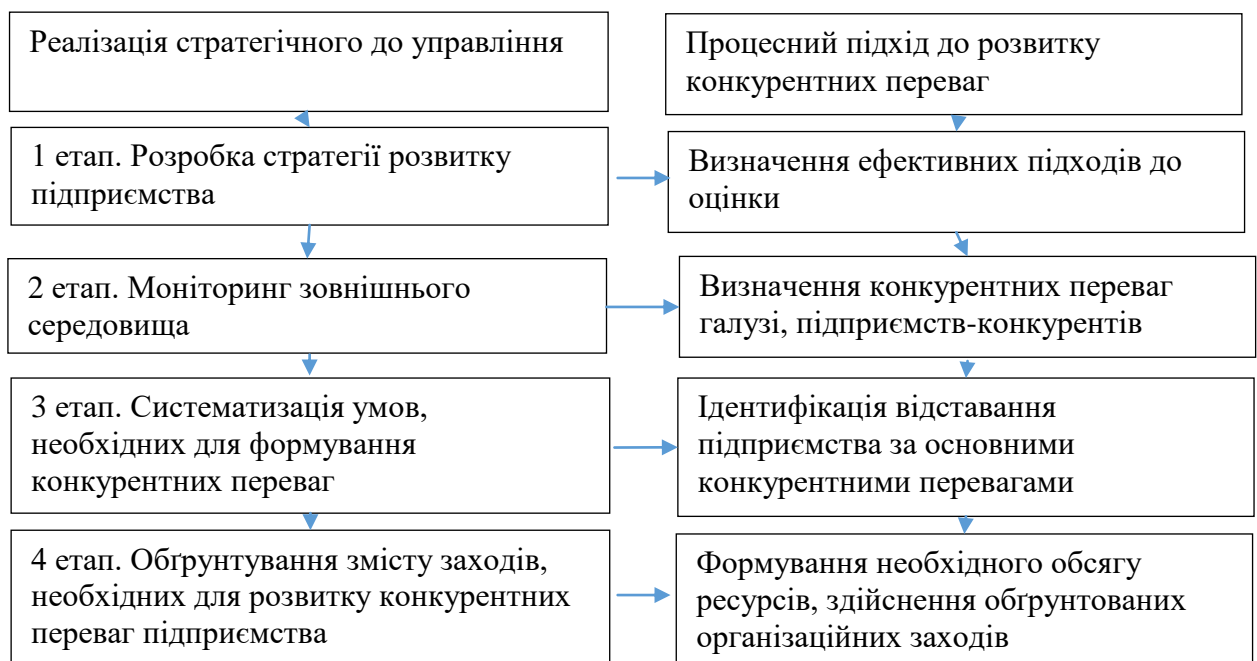 Реалізація стратегічного до управління
Процесний підхід до розвитку
конкурентних переваг
1 етап. Розробка стратегії розвитку
підприємства
Визначення ефективних підходів до
оцінки
2 етап. Моніторинг зовнішнього
середовища
Визначення конкурентних переваг
галузі, підприємств-конкурентів
3 етап. Систематизація умов,
необхідних для формування
конкурентних переваг
Ідентифікація відставання
підприємства за основними
конкурентними перевагами
4 етап. Обґрунтування змісту заходів,
необхідних для розвитку конкурентних
переваг підприємства
Формування необхідного обсягу
ресурсів, здійснення обґрунтованих
організаційних заходів